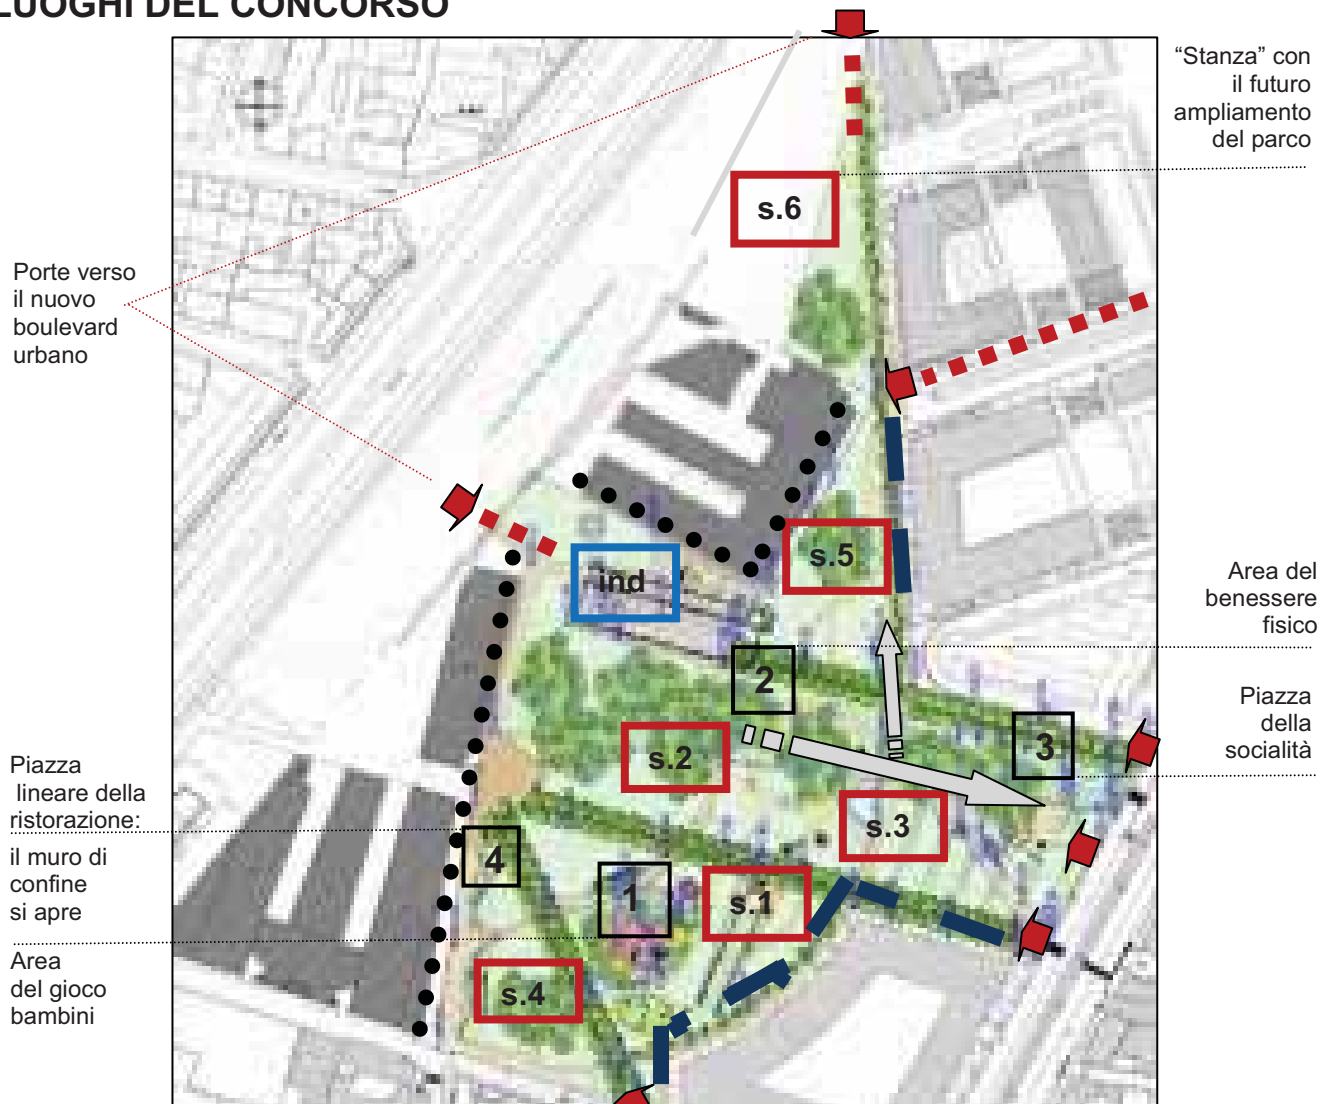 LUOGHI DEL CONCORSO
“Stanza” con
il futuro
ampliamento
del parco
s.6
Porte verso
il nuovo
boulevard
urbano
s.5
ind
Area del
benessere
fisico
2
Piazza
della
socialità
3
s.2
Piazza
lineare della
ristorazione:
s.3
il muro di
confine
si apre
4
1
s.1
Area
del gioco
bambini
s.4